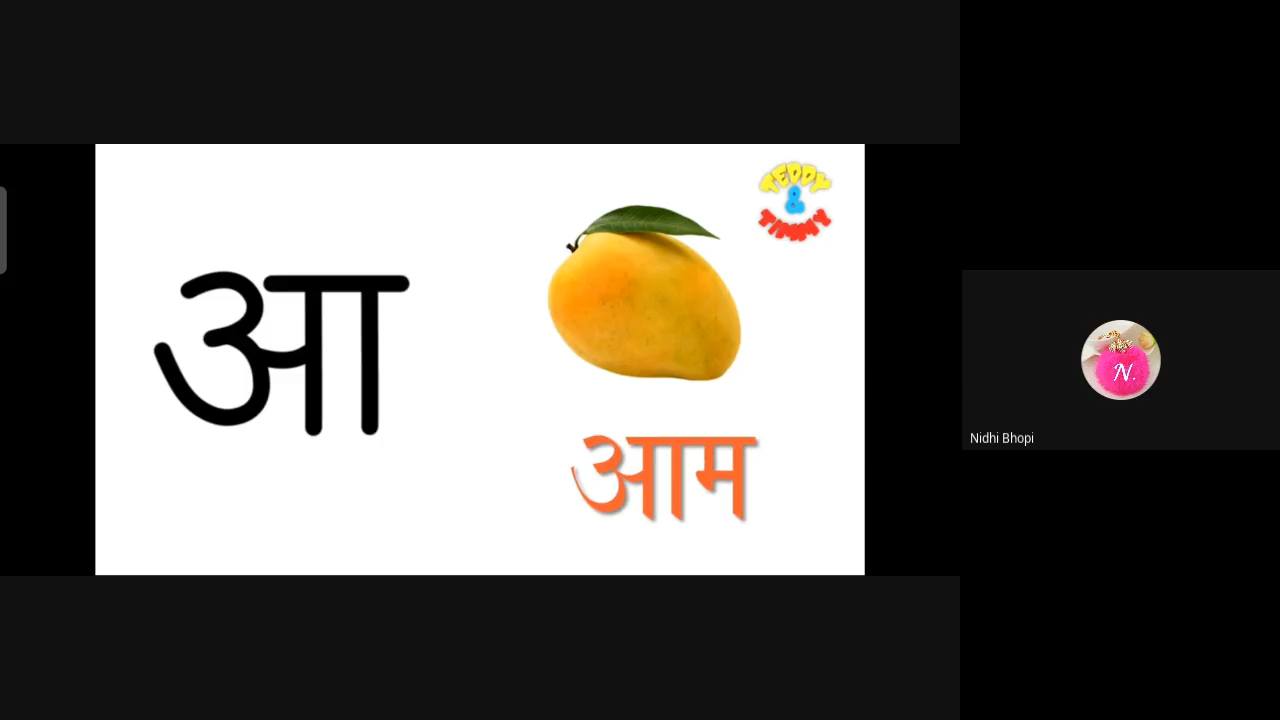 TEDDY
&
TIMMY
आ
आम
N.
Nidhi Bhopi